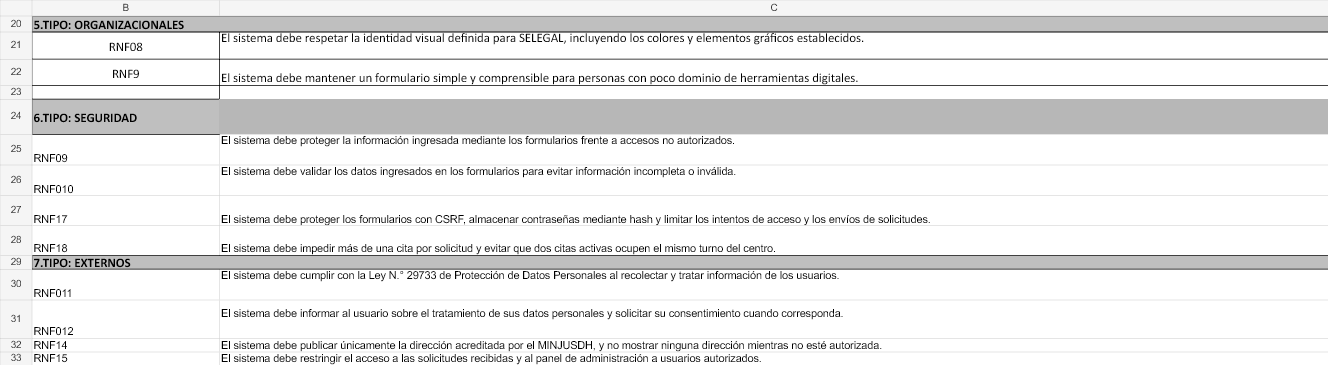 B C
20 5.TIPO: ORGANIZACIONALES
21 RNF08 El sistema debe respetar la identidad visual definida para SELEGAL, incluyendo los colores y elementos gráficos establecidos.
22 RNF9 El sistema debe mantener un formulario simple y comprensible para personas con poco dominio de herramientas digitales.
23
24 6.TIPO: SEGURIDAD
25 RNF09 El sistema debe proteger la información ingresada mediante los formularios frente a accesos no autorizados.
26 RNF010 El sistema debe validar los datos ingresados en los formularios para evitar información incompleta o inválida.
27 RNF17 El sistema debe proteger los formularios con CSRF, almacenar contraseñas mediante hash y limitar los intentos de acceso y los envíos de solicitudes.
28 RNF18 El sistema debe impedir más de una cita por solicitud y evitar que dos citas activas ocupen el mismo turno del centro.
29 7.TIPO: EXTERNOS
30 RNF011 El sistema debe cumplir con la Ley N.° 29733 de Protección de Datos Personales al recolectar y tratar información de los usuarios.
31 RNF012 El sistema debe informar al usuario sobre el tratamiento de sus datos personales y solicitar su consentimiento cuando corresponda.
32 RNF14 El sistema debe publicar únicamente la dirección acreditada por el MINJUSDH, y no mostrar ninguna dirección mientras no esté autorizada.
33 RNF15 El sistema debe restringir el acceso a las solicitudes recibidas y al panel de administración a usuarios autorizados.